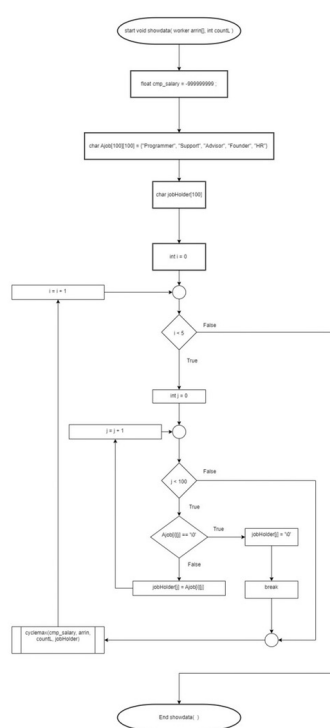 start void showdata( worker arrin[], int countL )
float cmp_salary = -999999999 ;
char Ajob[100][100] = {"Programmer", "Support", "Advisor", "Founder", "HR"}
char jobHolder[100]
int i = 0
i = i + 1
i < 5
False
True
int j = 0
j = j + 1
j < 100
False
True
Ajob[i][j] == '\0'
True
jobHolder[j] = '\0'
False
jobHolder[j] = Ajob[i][j]
break
cyclemax(cmp_salary, arrin,
countL, jobHolder)
End showdata( )